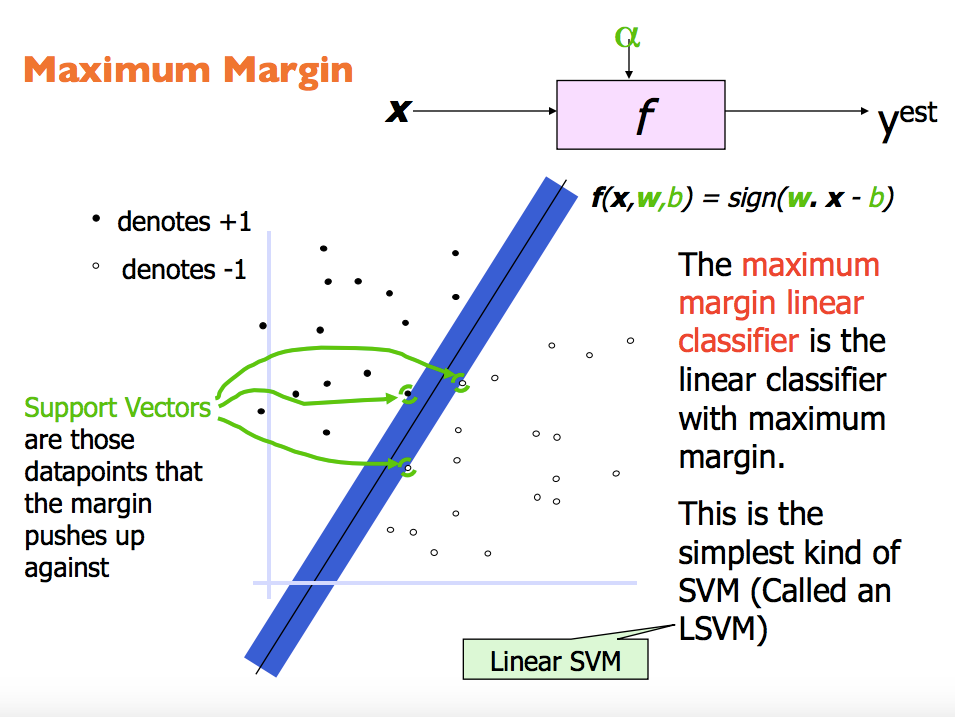 Maximum Margin
α
x
f
yest
f(x,w,b) = sign(w. x - b)
• denotes +1
° denotes -1
Support Vectors
are those
datapoints that
the margin
pushes up
against
The maximum
margin linear
classifier is the
linear classifier
with maximum
margin.
This is the
simplest kind of
SVM (Called an
LSVM)
Linear SVM